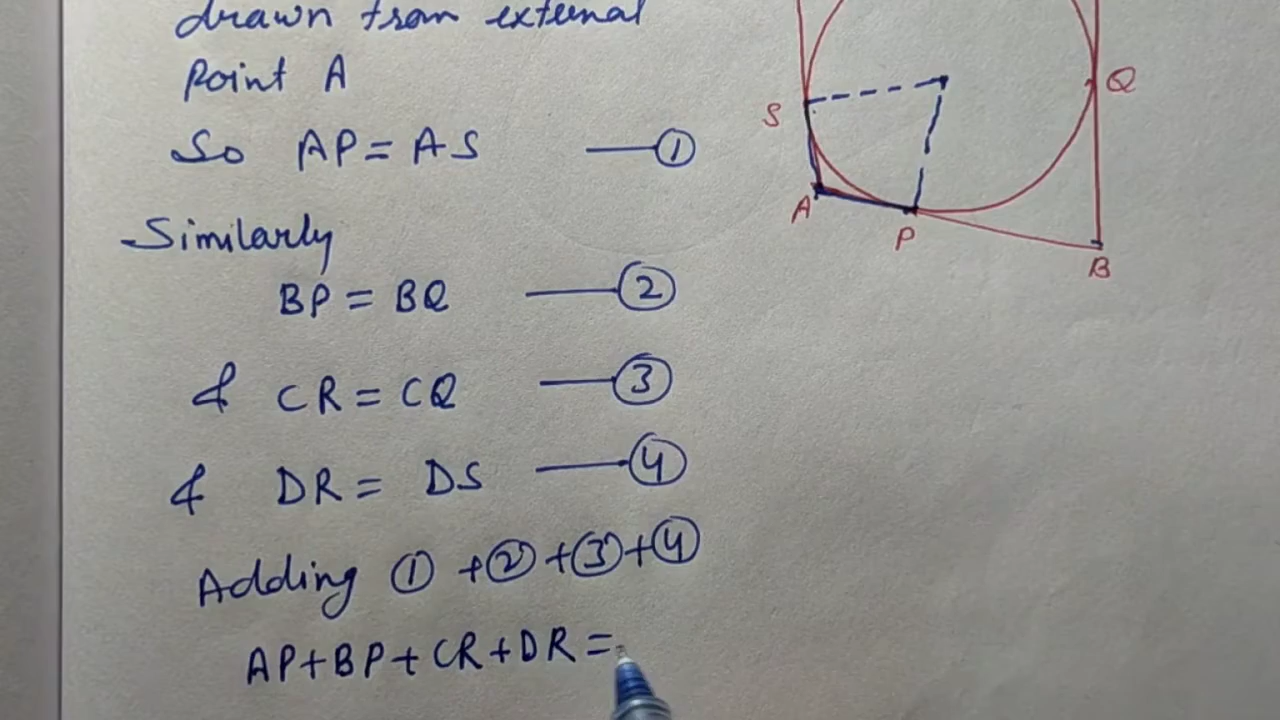 drawn from external
Point A
So AP = AS —— ①
Similarly
BP = BQ —— ②
& CR = CQ —— ③
& DR = DS —— ④
Adding ① + ② + ③ + ④
AP + BP + CR + DR =
S
Q
A
P
B